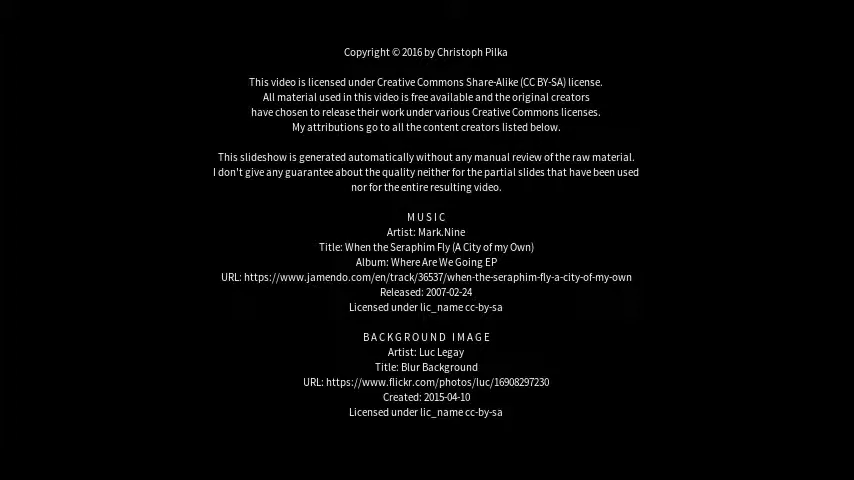 Copyright © 2016 by Christoph Pilka
This video is licensed under Creative Commons Share-Alike (CC BY-SA) license.
All material used in this video is free available and the original creators
have chosen to release their work under various Creative Commons licenses.
My attributions go to all the content creators listed below.
This slideshow is generated automatically without any manual review of the raw material.
I don't give any guarantee about the quality neither for the partial slides that have been used
nor for the entire resulting video.
MUSIC
Artist: Mark.Nine
Title: When the Seraphim Fly (A City of my Own)
Album: Where Are We Going EP
URL: https://www.jamendo.com/en/track/36537/when-the-seraphim-fly-a-city-of-my-own
Released: 2007-02-24
Licensed under lic_name cc-by-sa
BACKGROUND IMAGE
Artist: Luc Legay
Title: Blur Background
URL: https://www.flickr.com/photos/luc/16908297230
Created: 2015-04-10
Licensed under lic_name cc-by-sa